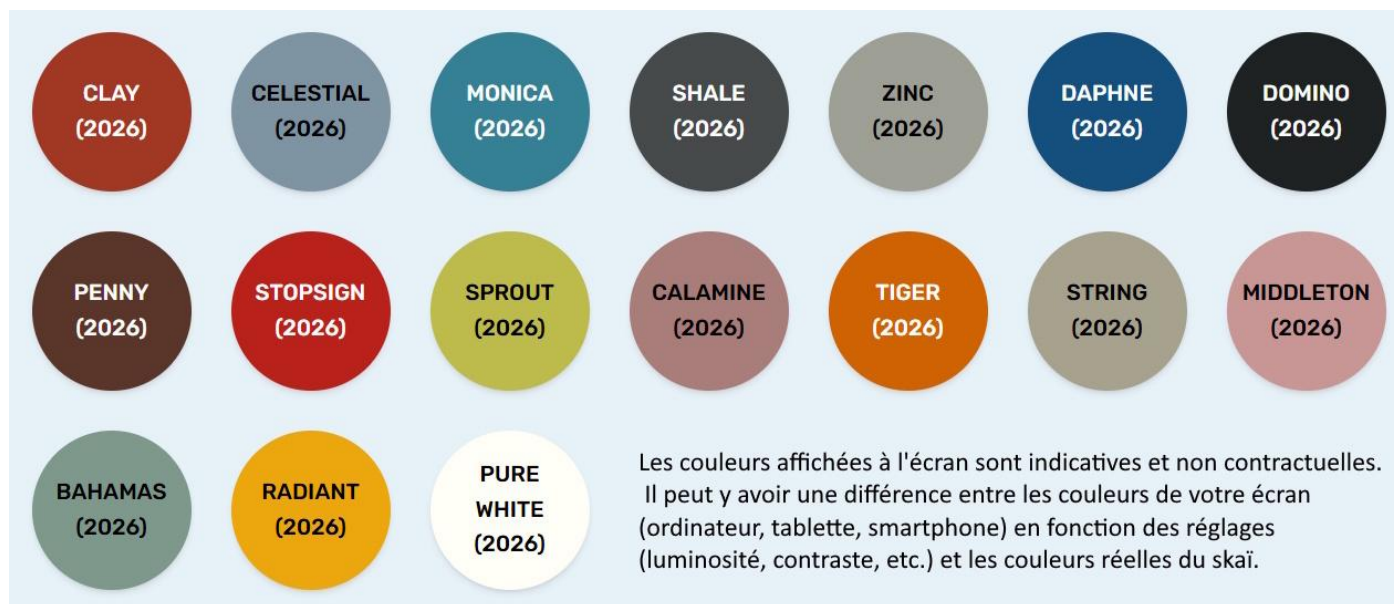 CLAY
(2026)
CELESTIAL
(2026)
MONICA
(2026)
SHALE
(2026)
ZINC
(2026)
DAPHNE
(2026)
DOMINO
(2026)
PENNY
(2026)
STOPSIGN
(2026)
SPROUT
(2026)
CALAMINE
(2026)
TIGER
(2026)
STRING
(2026)
MIDDLETON
(2026)
BAHAMAS
(2026)
RADIANT
(2026)
PURE
WHITE
(2026)
Les couleurs affichées à l'écran sont indicatives et non contractuelles.
Il peut y avoir une différence entre les couleurs de votre écran
(ordinateur, tablette, smartphone) en fonction des réglages
(luminosité, contraste, etc.) et les couleurs réelles du skaï.